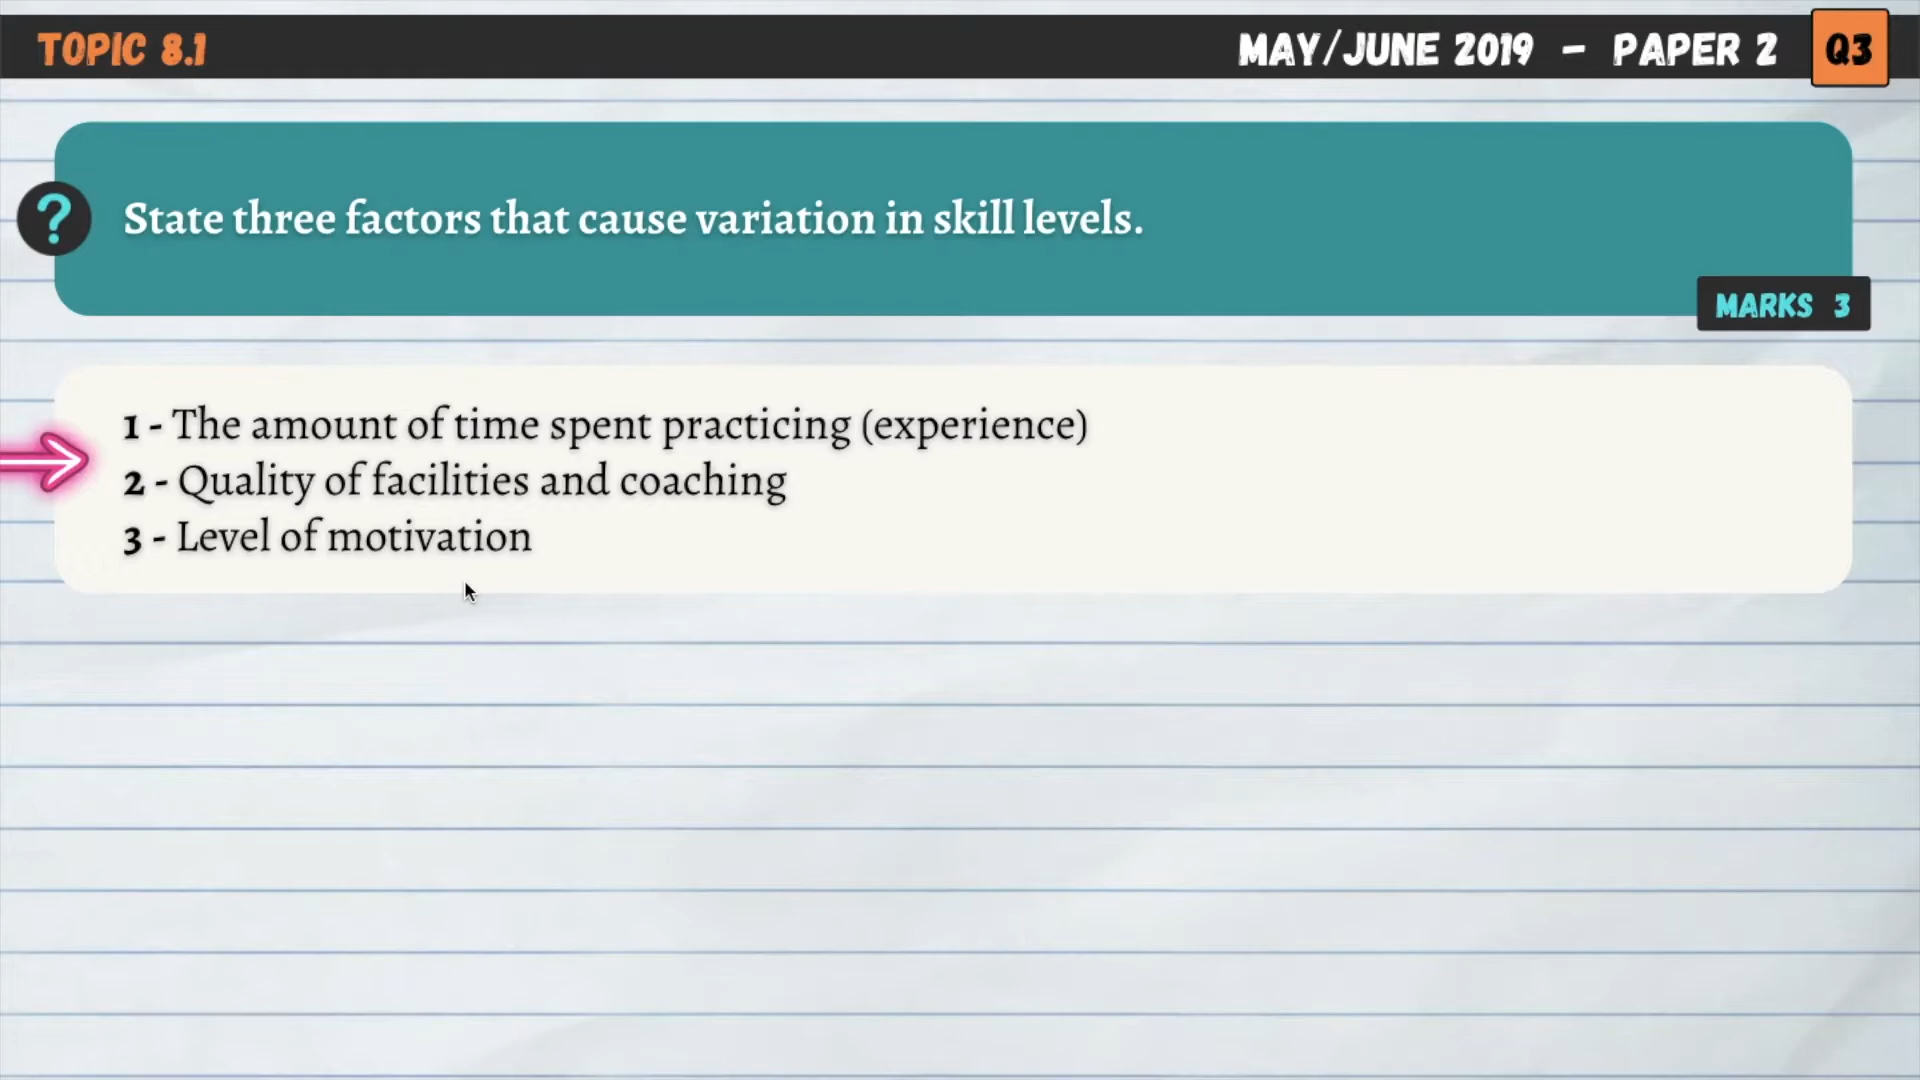 TOPIC 8.1
MAY/JUNE 2019 - PAPER 2 Q3
? State three factors that cause variation in skill levels.
MARKS 3
1 - The amount of time spent practicing (experience)
2 - Quality of facilities and coaching
3 - Level of motivation